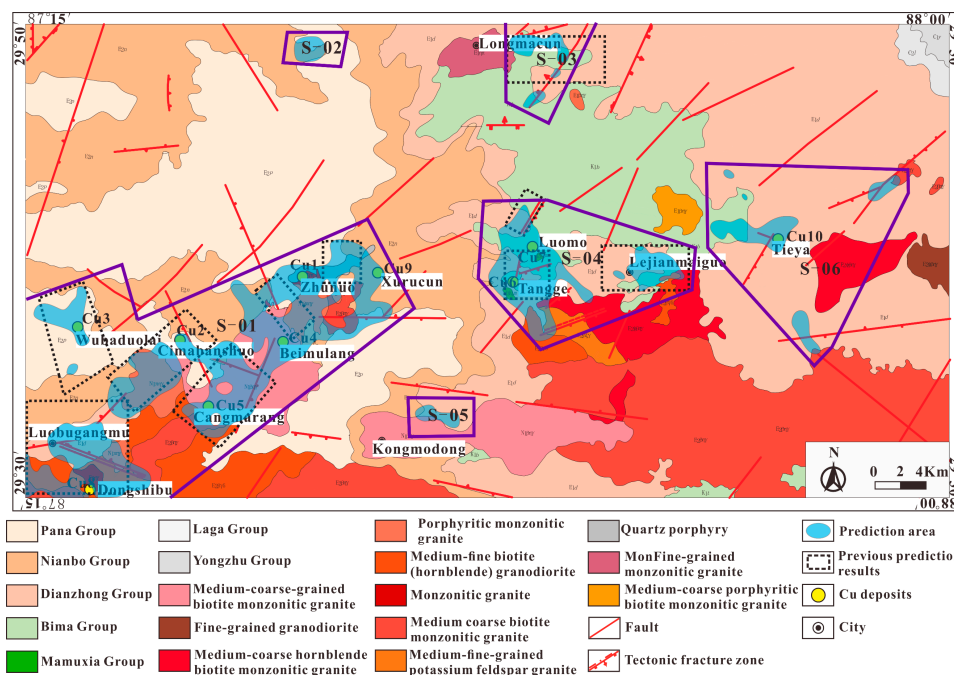 87°15′
88°00′
29°50′
S-02
Longmacun
S-03
Cu1
Zhunuo
Cu9
Xurucun
Luomo
Cu7
S-04
Cu6
Tangge
Lejianmeiguo
Cu10
Tieya
S-06
Cu3
Cu2
S-01
Cimabanshuo
Cu4
Beimulang
Cu5
Cangmarang
S-05
Kongmodong
Luobugangmu
Dongshibu
29°30′
N
0 2 4Km
Pana Group
Laga Group
Porphyritic monzonitic
granite
Quartz porphry
Prediction area
Nianbo Group
Yongzhu Group
Medium-fine biotite
(hornblende) granodiorite
MonFine-grained
monzonitic granite
Previous prediction
results
Dianzhong Group
Medium-coarse-grained
biotite monzonitic granite
Monzonitic granite
Medium-coarse porphyritic
biotite monzonitic granite
Cu deposits
Bima Group
Fine-grained granodiorite
Medium coarse biotite
monzonitic granite
Fault
City
Mamuxia Group
Medium-coark hornblende
biotite monzonitic granite
Medium-fine-grained
potassium feldspar granite
Tectonic fracture zone